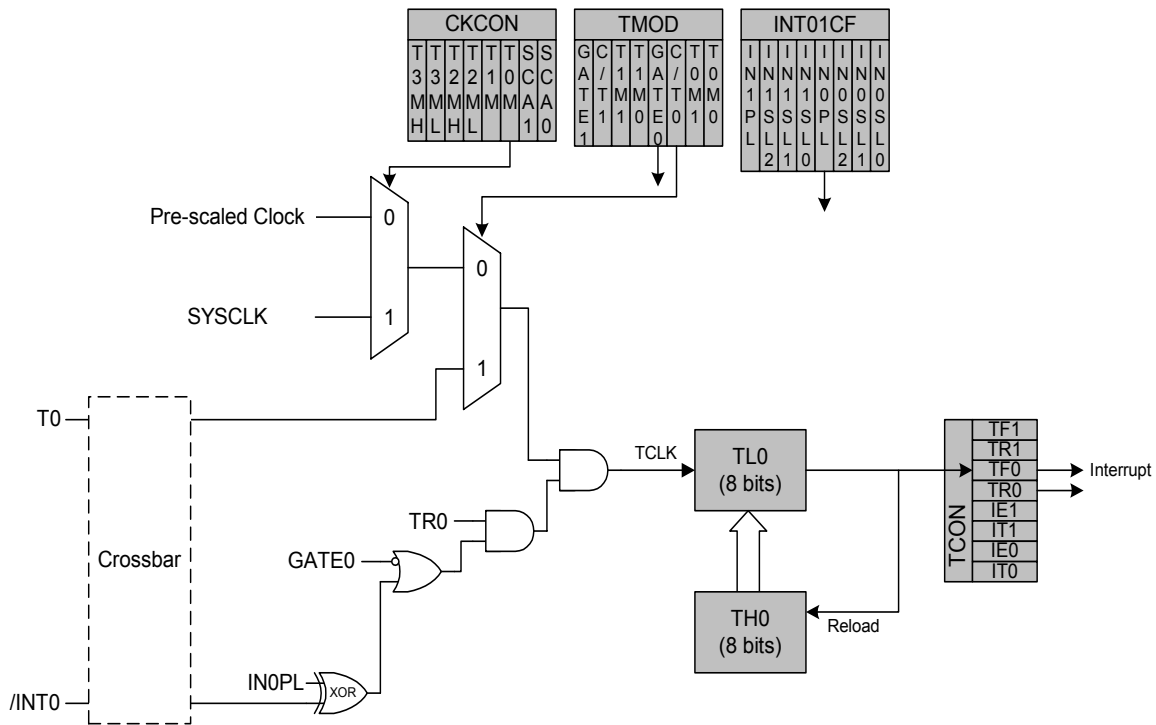 CKCON
T3MH
T3ML
T2MH
T2ML
T1M
T0M
SCA1
SCA0
TMOD
GATE1
C/T1
T1M1
T1M0
GATE0
C/T0
T0M1
T0M0
INT01CF
IN1PL
IN1SL2
IN1SL1
IN1SL0
IN0PL
IN0SL2
IN0SL1
IN0SL0
Pre-scaled Clock
0
SYSCLK
1
0
1
T0
Crossbar
/INT0
TR0
GATE0
IN0PL
XOR
TCLK
TL0
(8 bits)
TH0
(8 bits)
Reload
TCON
TF1
TR1
TF0
TR0
IE1
IT1
IE0
IT0
Interrupt